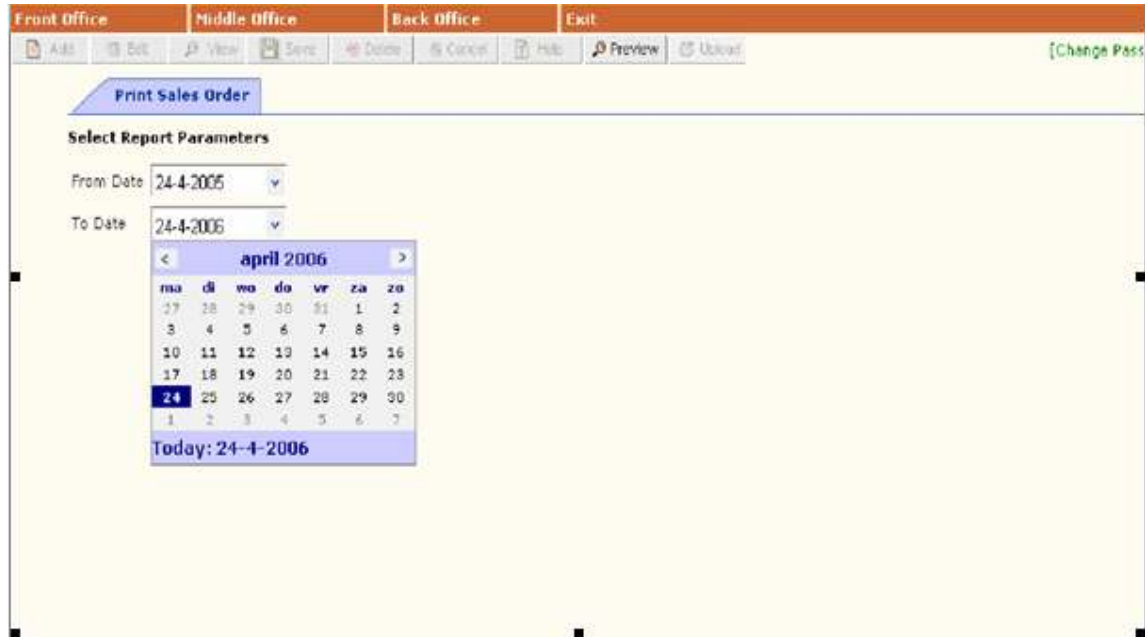 Front Office Middle Office Back Office Exit
Add Edit View Save Delete Cancel Help Preview Upload [Change Pass
Print Sales Order
Select Report Parameters
From Date 24-4-2005
To Date 24-4-2006
< april 2006 >
ma di wo do vr za zo
27 28 29 30 31 1 2
3 4 5 6 7 8 9
10 11 12 13 14 15 16
17 18 19 20 21 22 23
24 25 26 27 28 29 30
1 2 3 4 5 6 7
Today: 24-4-2006